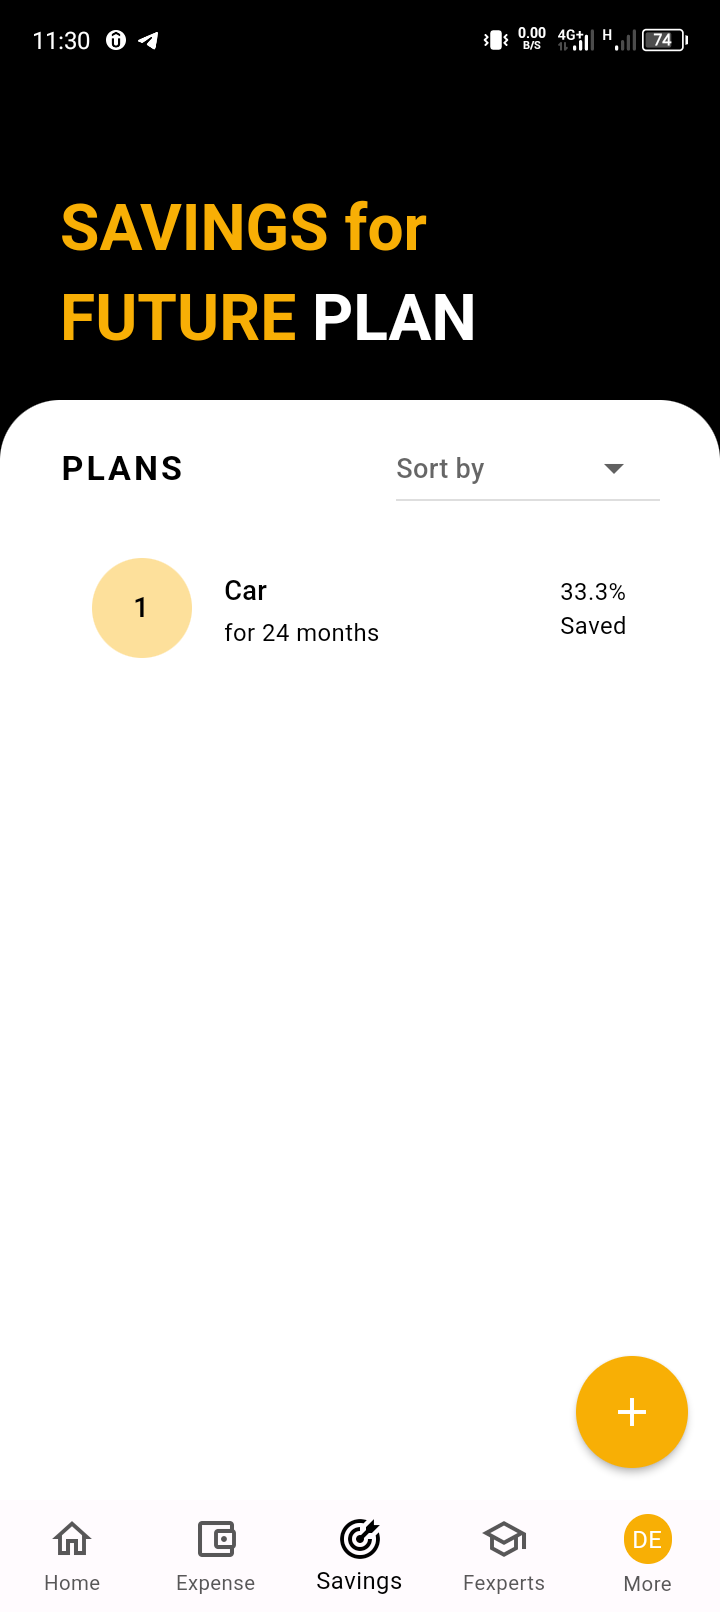 11:30
0.00
B/S
4G+
H
74
SAVINGS for
FUTURE PLAN
PLANS
Sort by
1
Car
for 24 months
33.3%
Saved
+
Home
Expense
Savings
Fexperts
DE
More